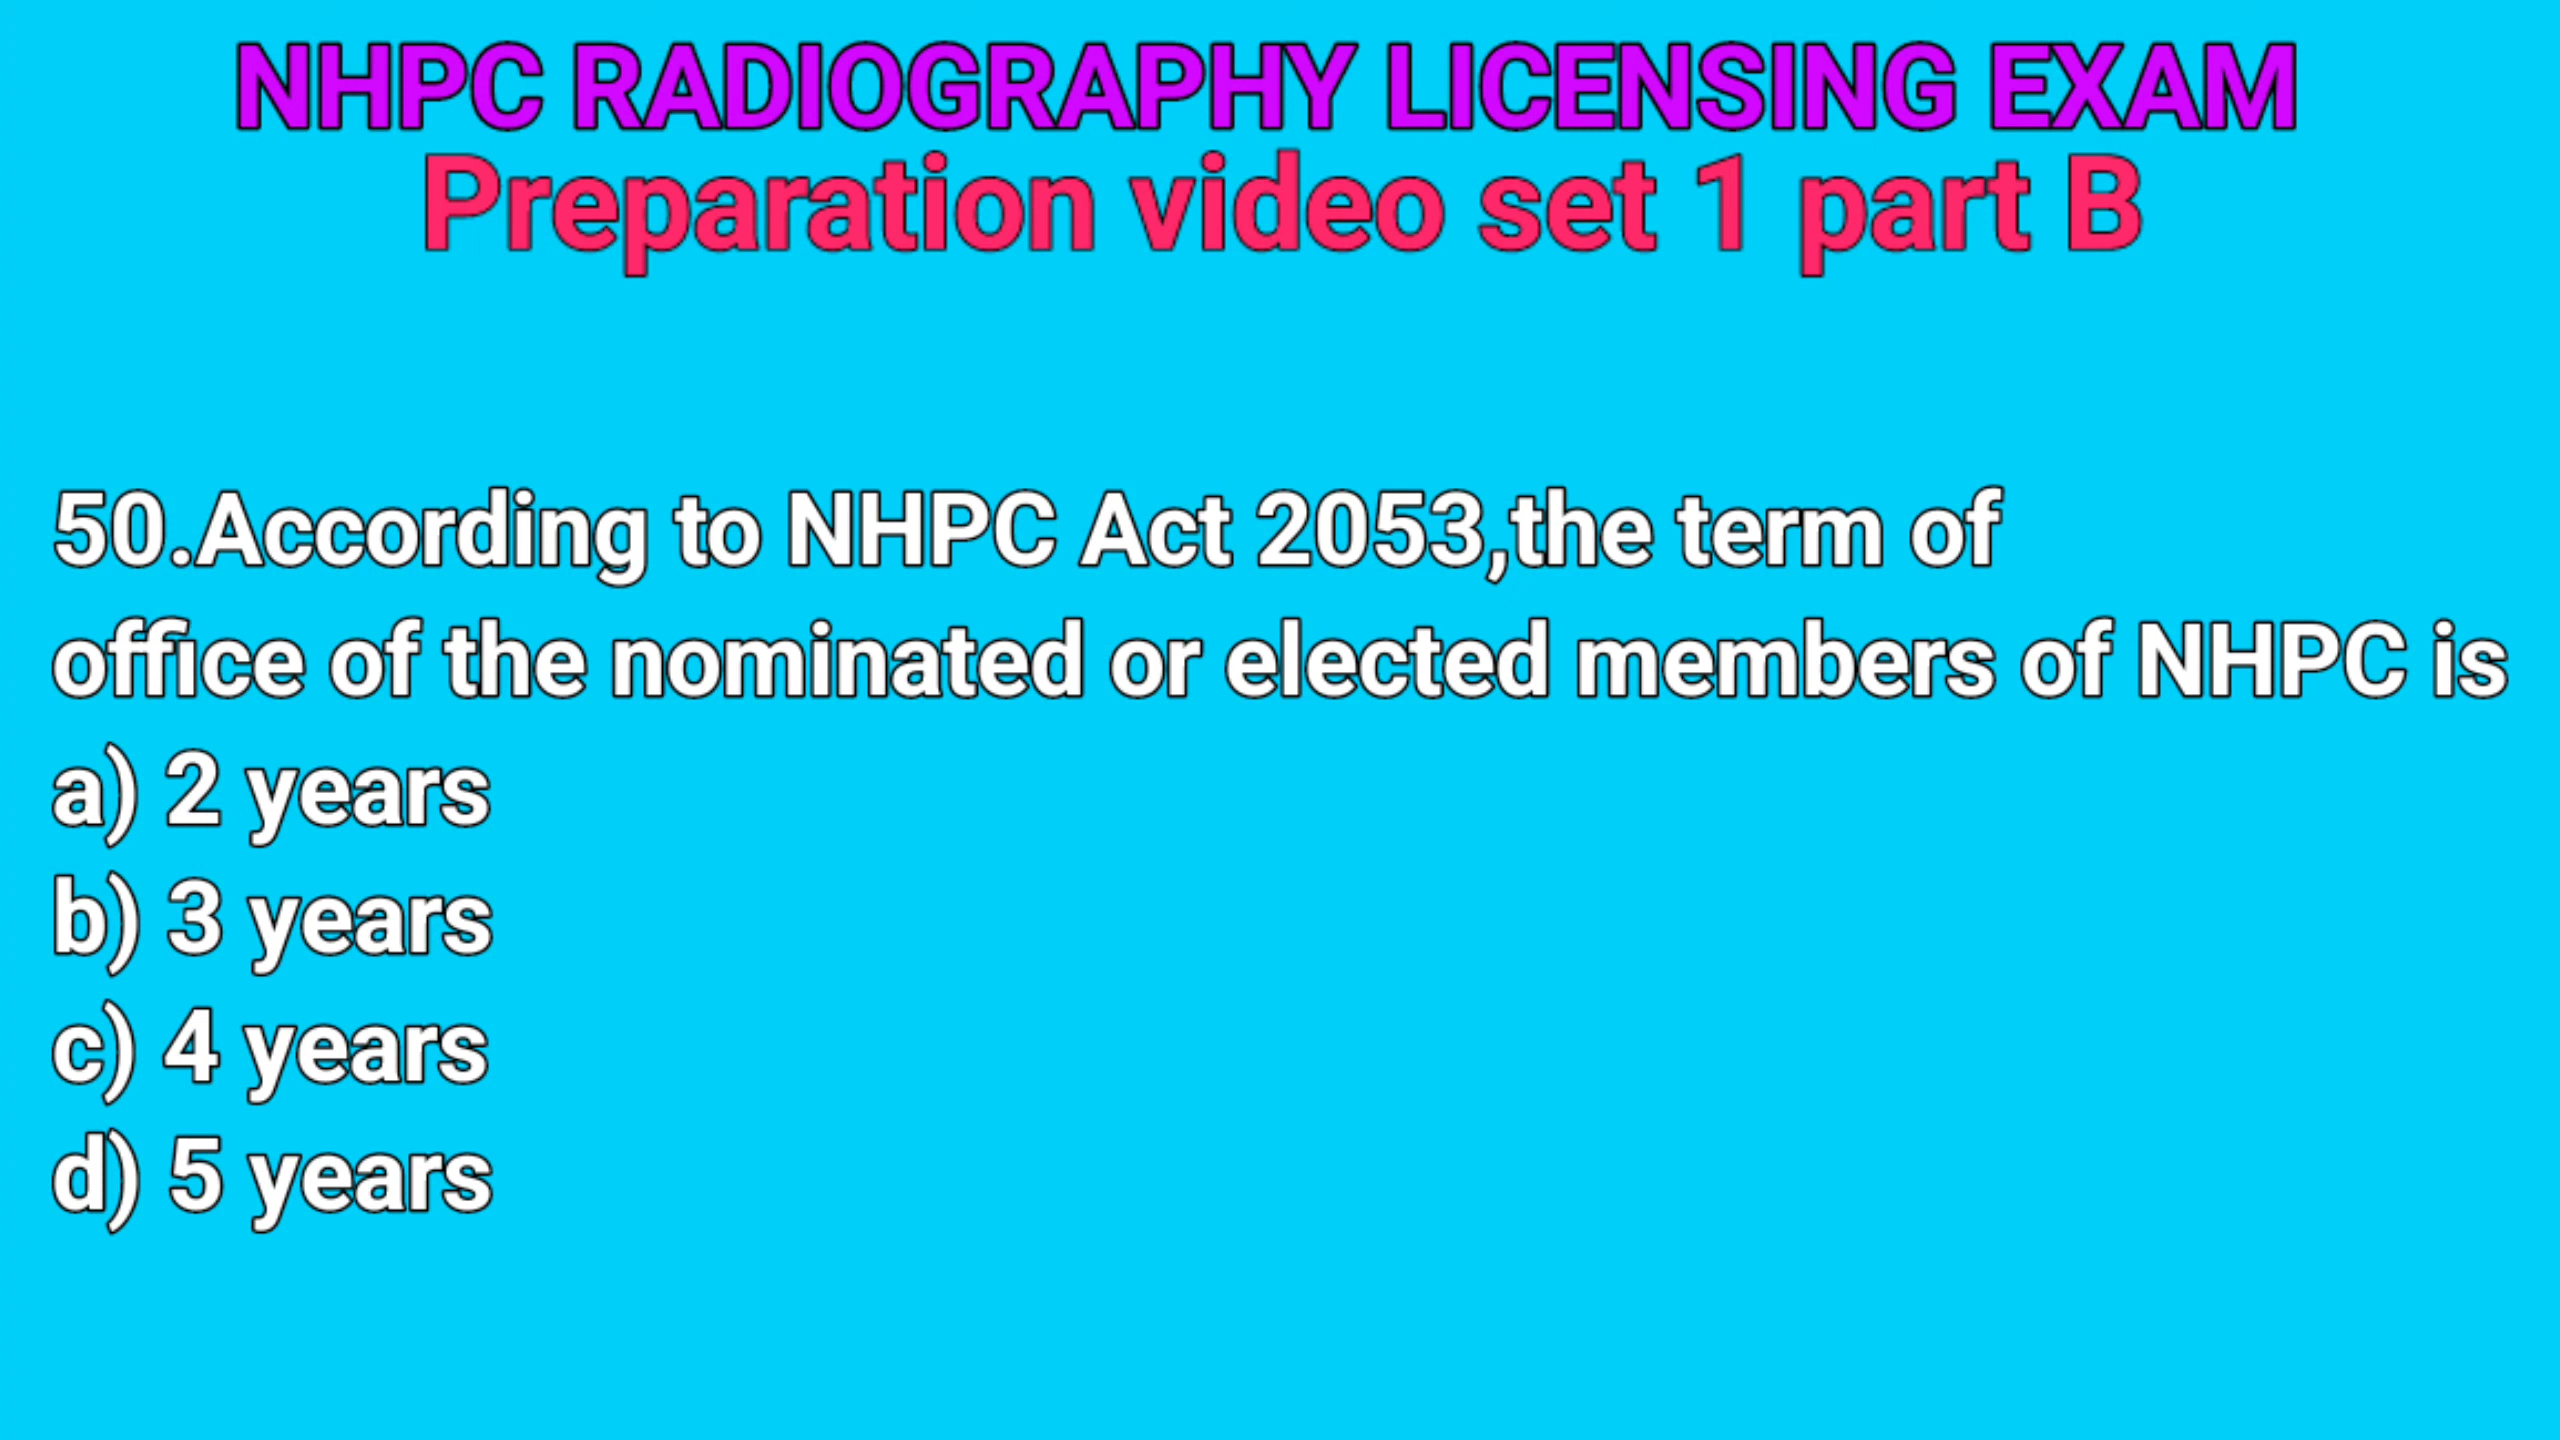 NHPC RADIOGRAPHY LICENSING EXAM
Preparation video set 1 part B
50.According to NHPC Act 2053,the term of
office of the nominated or elected members of NHPC is
a) 2 years
b) 3 years
c) 4 years
d) 5 years